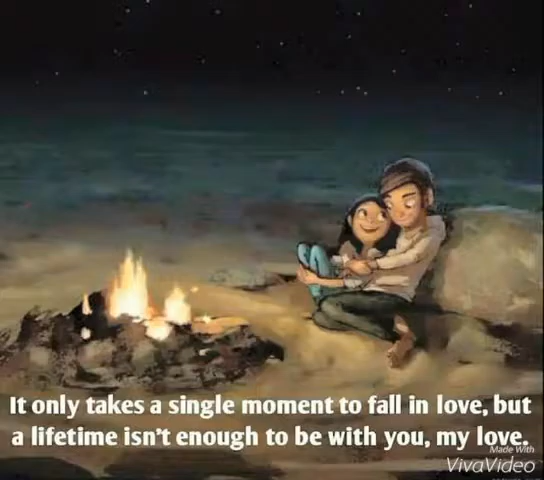 It only takes a single moment to fall in love, but
a lifetime isn't enough to be with you, my love.
Made With
VivaVideo